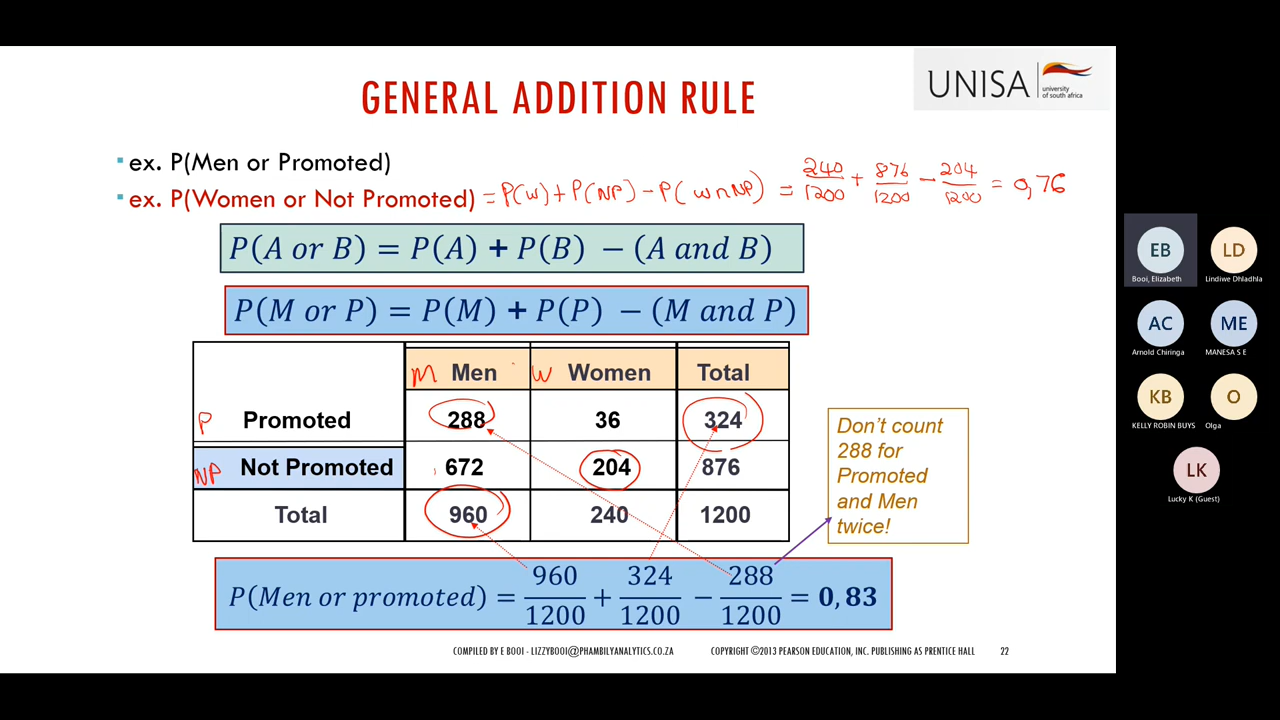 UNISA
university
of south africa
GENERAL ADDITION RULE
ex. P(Men or Promoted)
ex. P(Women or Not Promoted) = P(W) + P(NP) - P(W∩NP) = 240/1200 + 876/1200 - 204/1200 = 0,76
P(A or B) = P(A) + P(B) − (A and B)
P(M or P) = P(M) + P(P) − (M and P)
M Men W Women Total
P Promoted 288 36 324
NP Not Promoted 672 204 876
Total 960 240 1200
Don't count
288 for
Promoted
and Men
twice!
P(Men or promoted) = 960/1200 + 324/1200 − 288/1200 = 0,83
COMPILED BY E BOOI - LIZZYBOOI@PHAMBILYANALYTICS.CO.ZA COPYRIGHT ©2013 PEARSON EDUCATION, INC. PUBLISHING AS PRENTICE HALL 22
EB LD
Booi, Elizabeth Lindiwe Dhladhla
AC ME
Arnold Chiringa MANESA S E
KB O
KELLY ROBIN BUYS Olga
LK
Lucky K (Guest)